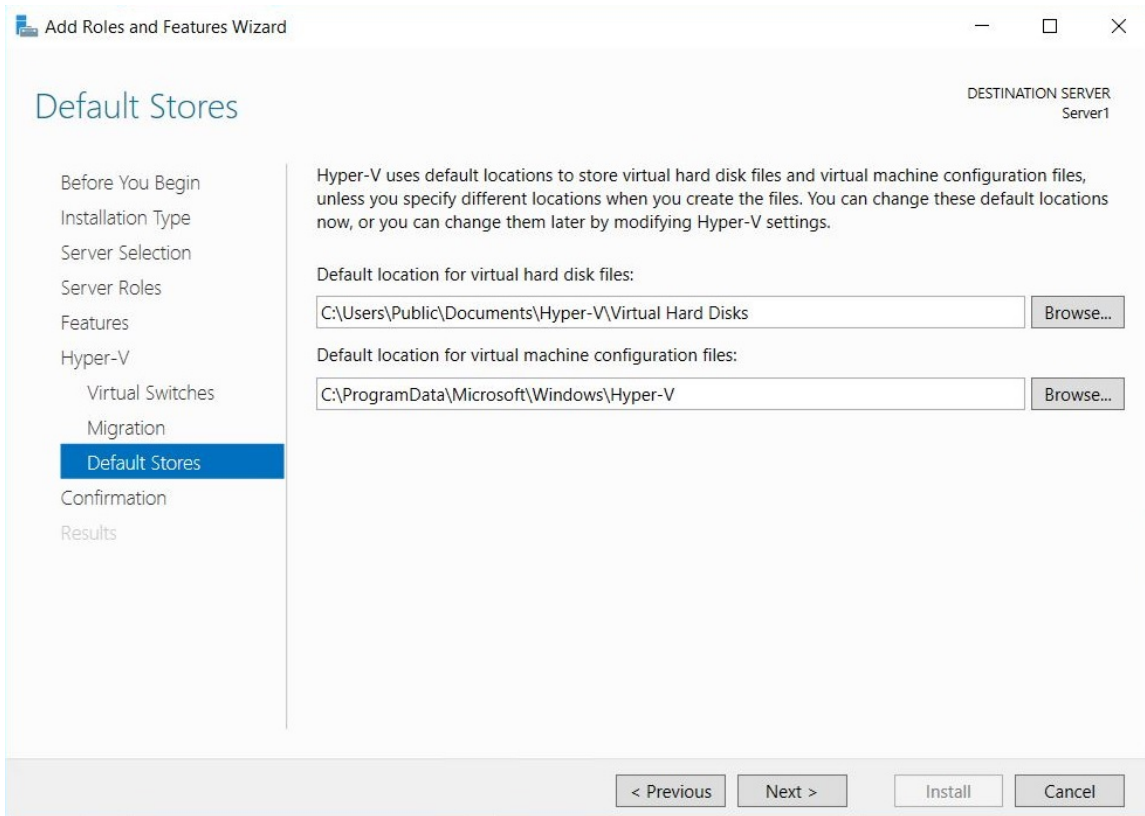 Add Roles and Features Wizard
Default Stores
DESTINATION SERVER
Server1
Before You Begin
Installation Type
Server Selection
Server Roles
Features
Hyper-V
Virtual Switches
Migration
Default Stores
Confirmation
Results
Hyper-V uses default locations to store virtual hard disk files and virtual machine configuration files,
unless you specify different locations when you create the files. You can change these default locations
now, or you can change them later by modifying Hyper-V settings.
Default location for virtual hard disk files:
C:\Users\Public\Documents\Hyper-V\Virtual Hard Disks
Browse...
Default location for virtual machine configuration files:
C:\ProgramData\Microsoft\Windows\Hyper-V
Browse...
< Previous
Next >
Install
Cancel